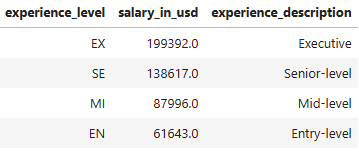 experience_level salary_in_usd experience_description
EX 199392.0 Executive
SE 138617.0 Senior-level
MI 87996.0 Mid-level
EN 61643.0 Entry-level